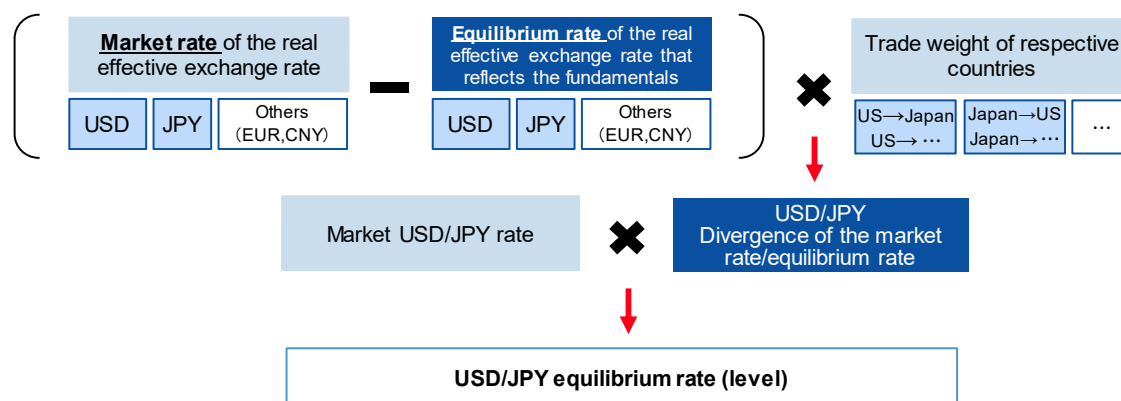 Market rate of the real
effective exchange rate
USD
JPY
Others
(EUR,CNY)
Equilibrium rate of the real
effective exchange rate that
reflects the fundamentals
USD
JPY
Others
(EUR,CNY)
Trade weight of respective
countries
US→Japan
US→ …
Japan→US
Japan→ …
…
Market USD/JPY rate
USD/JPY
Divergence of the market
rate/equilibrium rate
USD/JPY equilibrium rate (level)